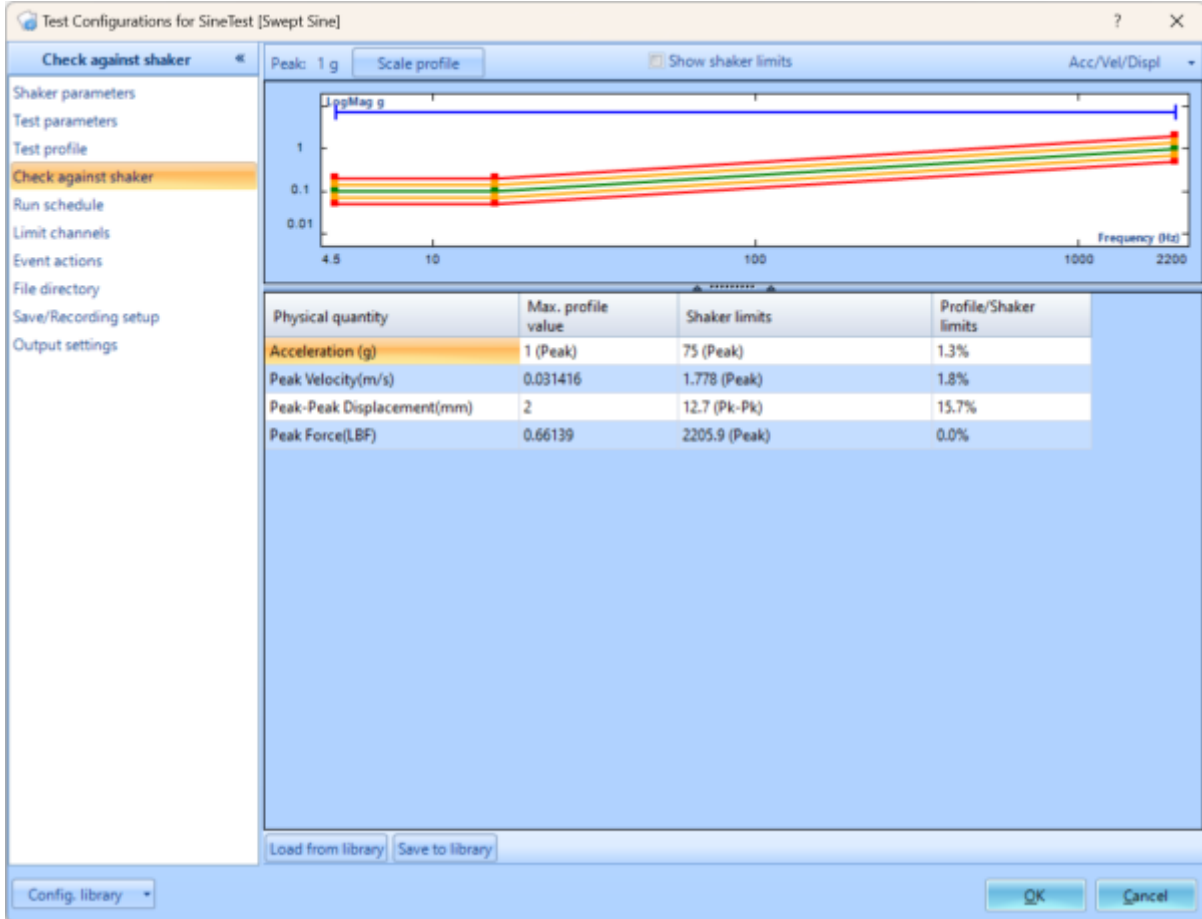 Test Configurations for SineTest [Swept Sine]
? ×
Check against shaker «
Shaker parameters
Test parameters
Test profile
Check against shaker
Run schedule
Limit channels
Event actions
File directory
Save/Recording setup
Output settings
Peak: 1 g Scale profile Show shaker limits Acc/Vel/Displ
LogMag g
1
0.1
0.01
Frequency (Hz)
4.5 10 100 1000 2200
Physical quantity Max. profile value Shaker limits Profile/Shaker limits
Acceleration (g) 1 (Peak) 75 (Peak) 1.3%
Peak Velocity(m/s) 0.031416 1.778 (Peak) 1.8%
Peak-Peak Displacement(mm) 2 12.7 (Pk-Pk) 15.7%
Peak Force(LBF) 0.66139 2205.9 (Peak) 0.0%
Load from library Save to library
Config. library OK Cancel